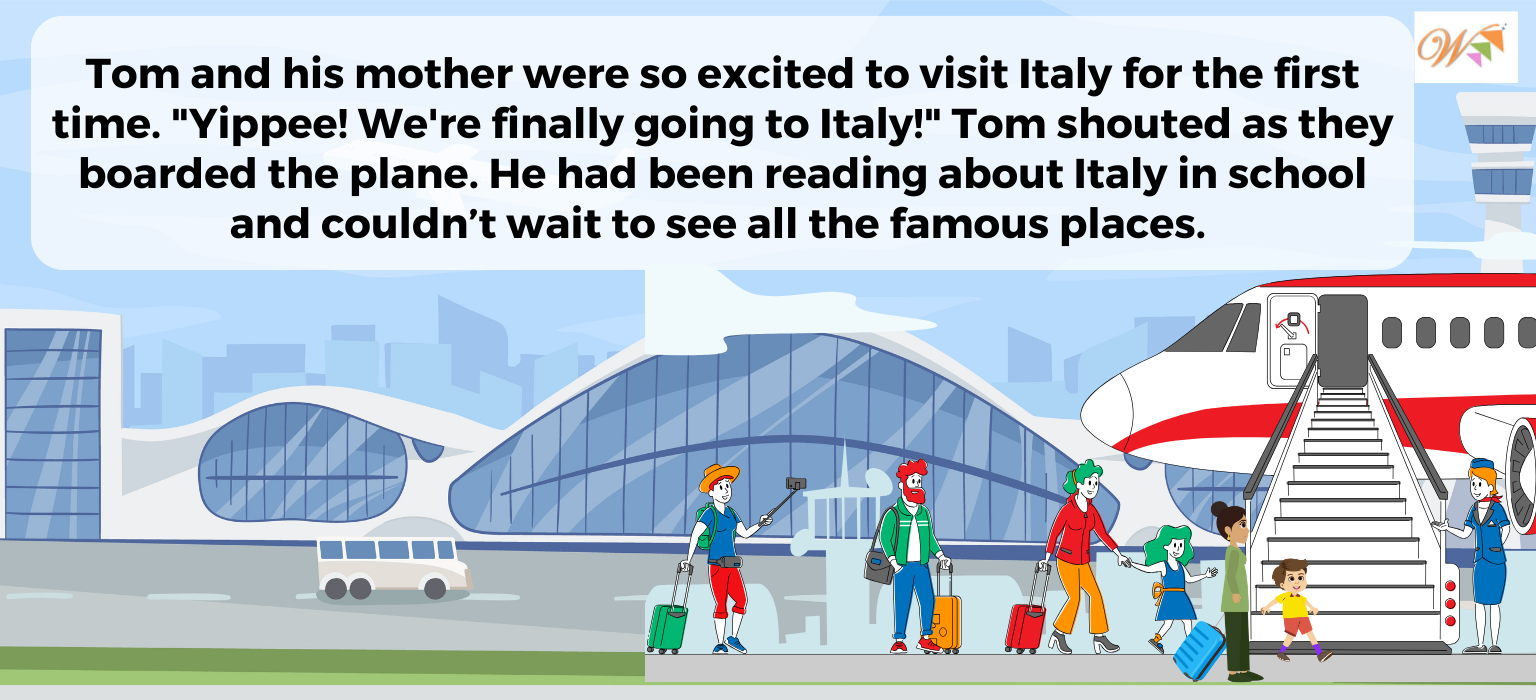 Tom and his mother were so excited to visit Italy for the first
time. "Yippee! We're finally going to Italy!" Tom shouted as they
boarded the plane. He had been reading about Italy in school
and couldn’t wait to see all the famous places.
W